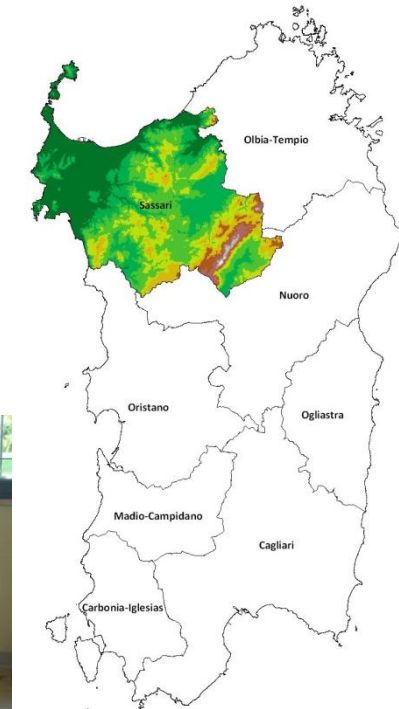 Olbia-Tempio
Sassari
Nuoro
Oristano
Ogliastra
Madio-Campidano
Cagliari
Carbonia-Iglesias